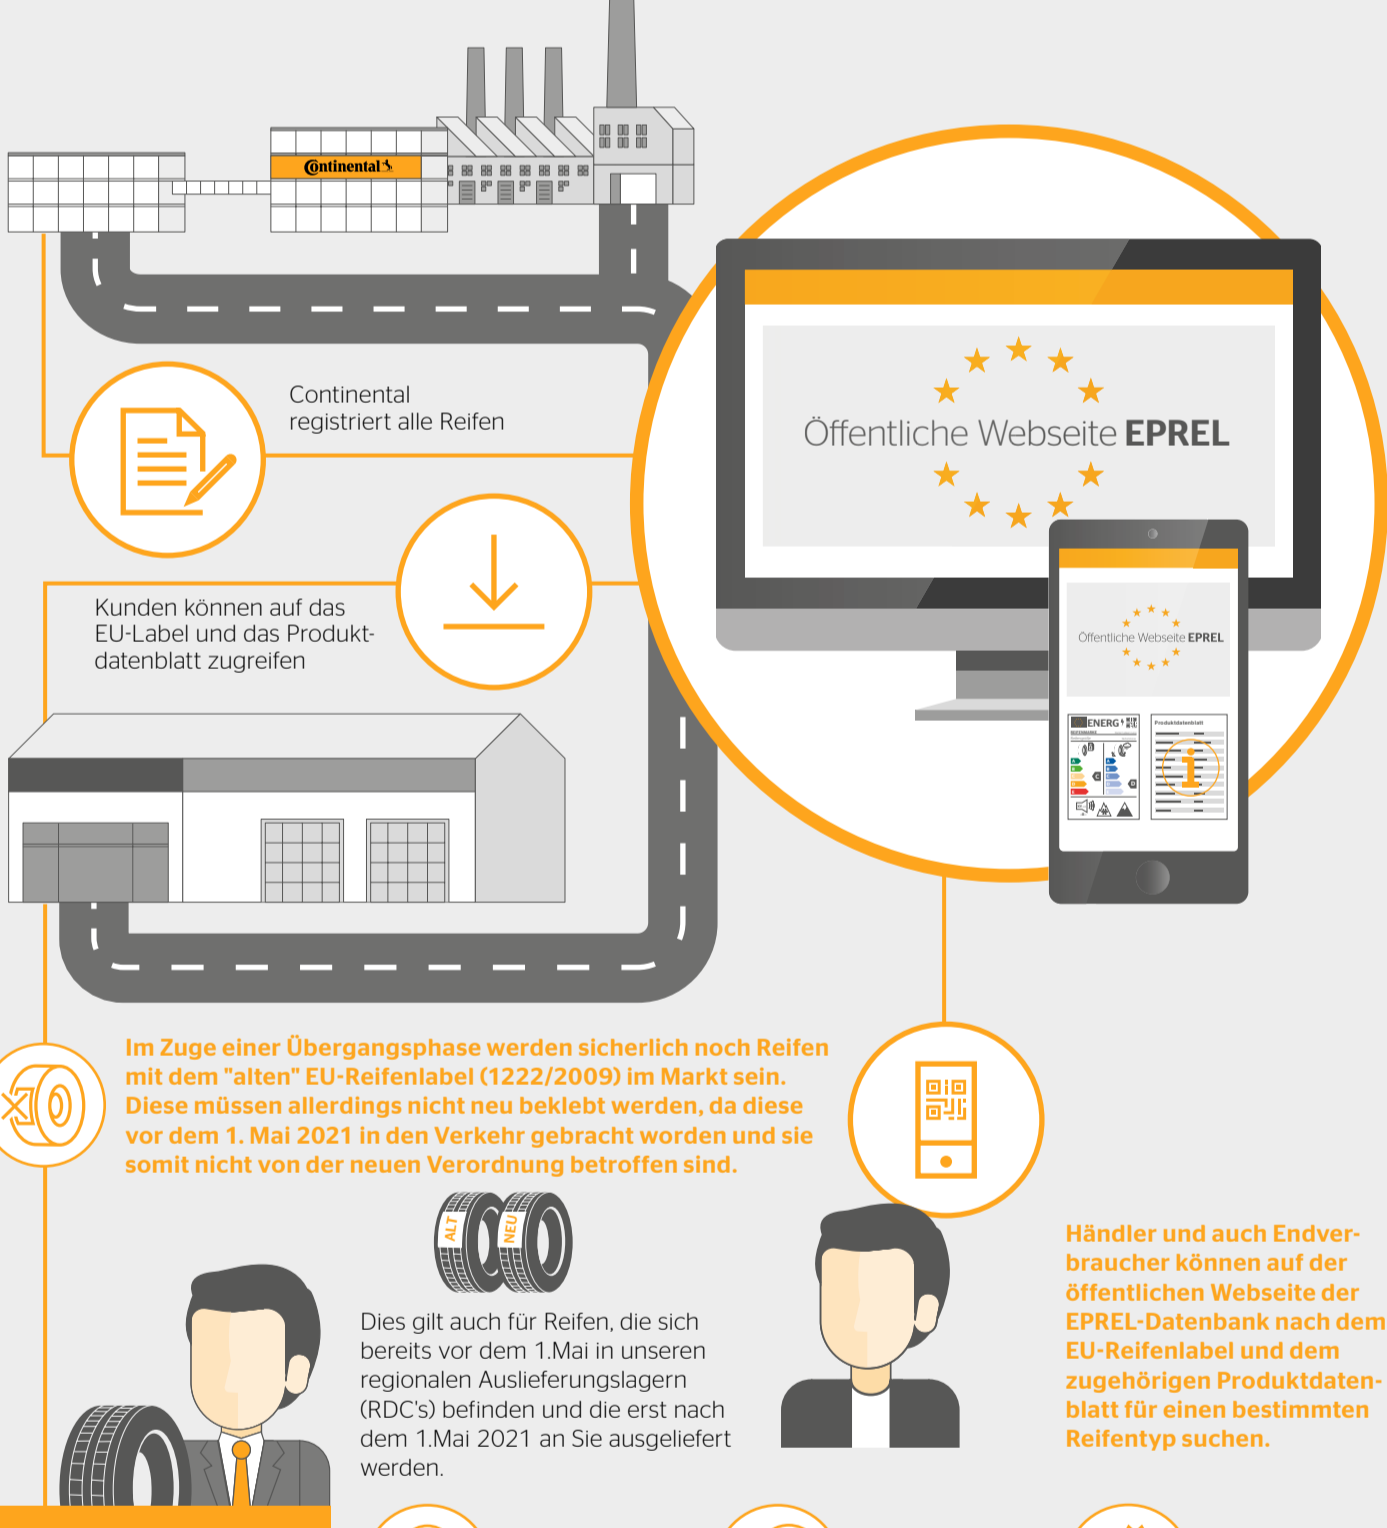 Continental
Continental
registriert alle Reifen
Öffentliche Webseite EPREL
Kunden können auf das
EU-Label und das Produkt-
datenblatt zugreifen
Öffentliche Webseite EPREL
ENERG
Produktdatenblatt
Im Zuge einer Übergangsphase werden sicherlich noch Reifen
mit dem "alten" EU-Reifenlabel (1222/2009) im Markt sein.
Diese müssen allerdings nicht neu beklebt werden, da diese
vor dem 1. Mai 2021 in den Verkehr gebracht worden und sie
somit nicht von der neuen Verordnung betroffen sind.
ALT
NEU
Dies gilt auch für Reifen, die sich
bereits vor dem 1.Mai in unseren
regionalen Auslieferungslagern
(RDC's) befinden und die erst nach
dem 1.Mai 2021 an Sie ausgeliefert
werden.
Händler und auch Endver-
braucher können auf der
öffentlichen Webseite der
EPREL-Datenbank nach dem
EU-Reifenlabel und dem
zugehörigen Produktdaten-
blatt für einen bestimmten
Reifentyp suchen.